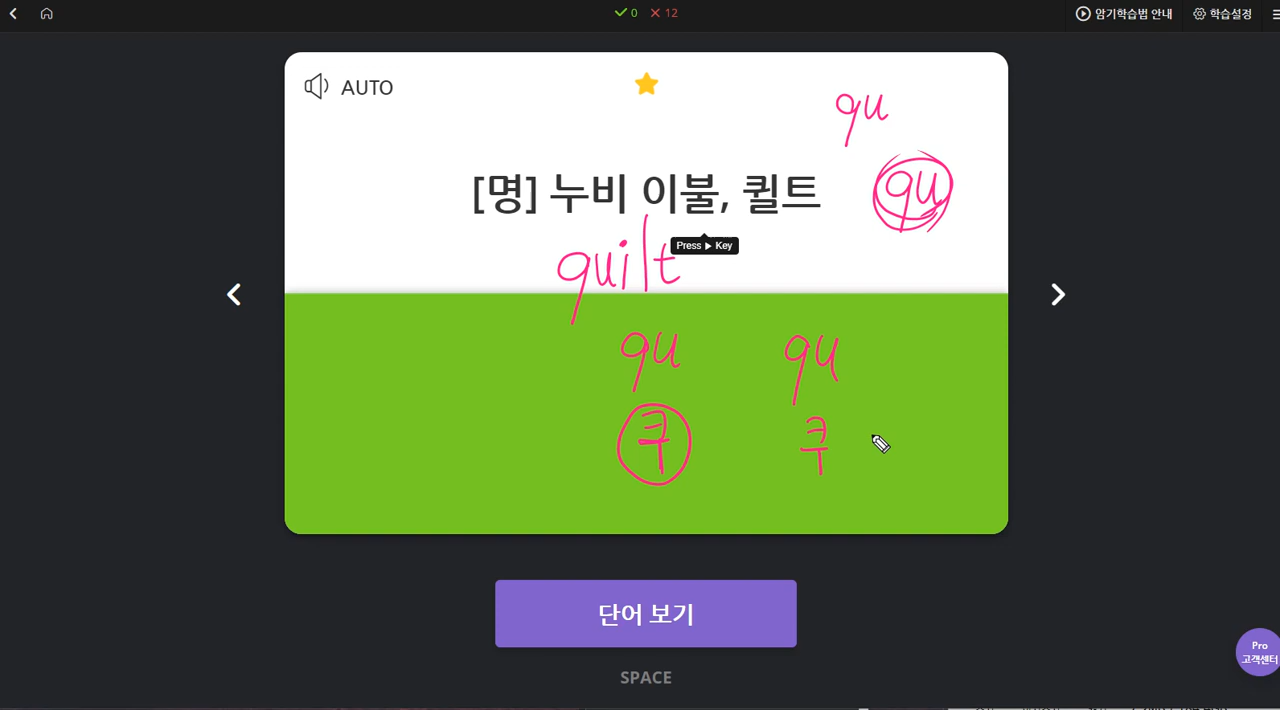 0 12 암기학습법 안내 학습설정
AUTO
qu
[명] 누비 이불, 퀼트 qu
Press ▶ Key
quilt
qu qu
쿠 쿠
단어 보기
SPACE
Pro
고객센터